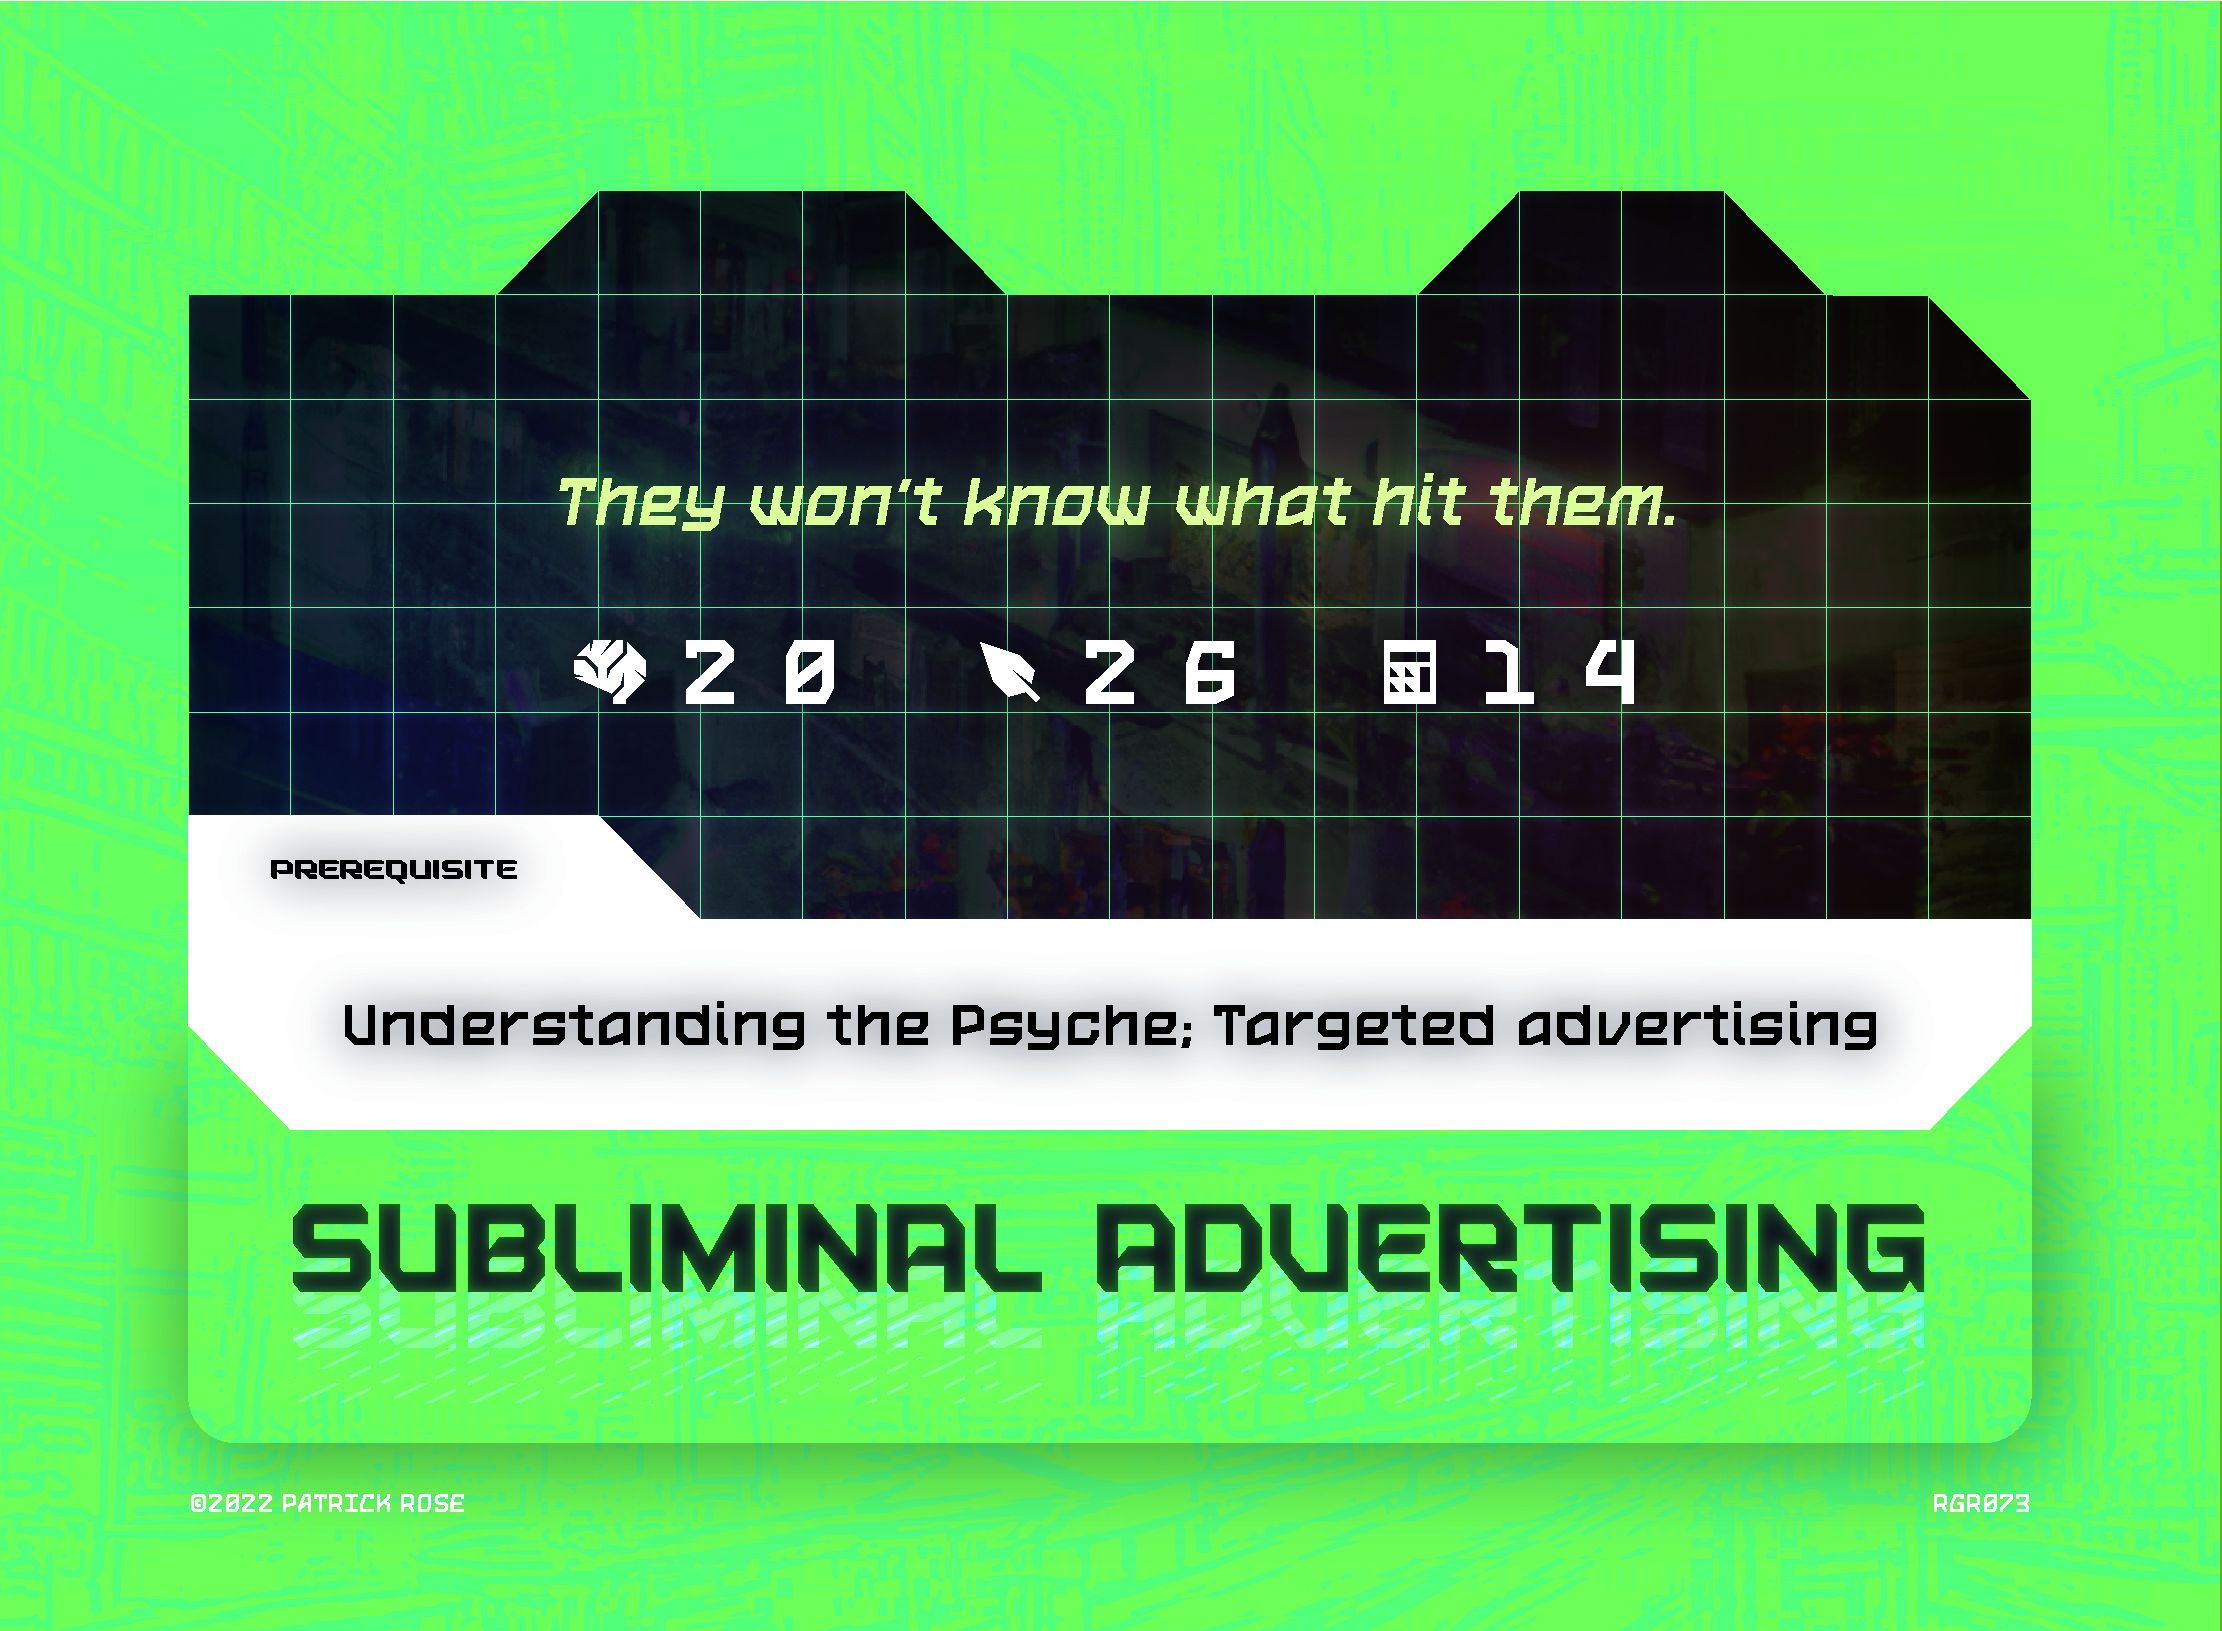 They won't know what hit them.
20 26 14
PREREQUISITE
Understanding the Psyche; Targeted advertising
SUBLIMINAL ADVERTISING
©2022 PATRICK ROSE
RGR073